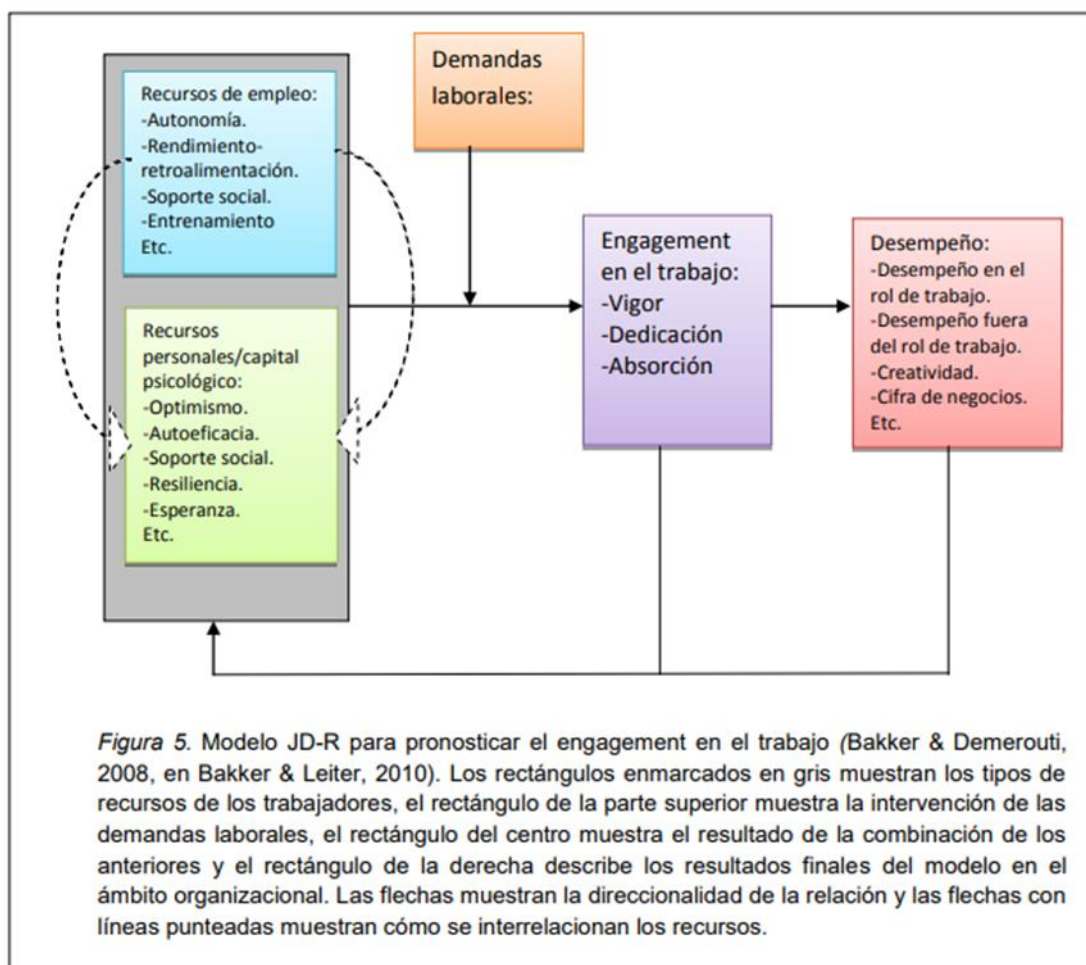 Recursos de empleo:
-Autonomía.
-Rendimiento-
retroalimentación.
-Soporte social.
-Entrenamiento
Etc.
Recursos
personales/capital
psicológico:
-Optimismo.
-Autoeficacia.
-Soporte social.
-Resiliencia.
-Esperanza.
Etc.
Demandas
laborales:
Engagement
en el trabajo:
-Vigor
-Dedicación
-Absorción
Desempeño:
-Desempeño en el
rol de trabajo.
-Desempeño fuera
del rol de trabajo.
-Creatividad.
-Cifra de negocios.
Etc.
Figura 5. Modelo JD-R para pronosticar el engagement en el trabajo (Bakker & Demerouti,
2008, en Bakker & Leiter, 2010). Los rectángulos enmarcados en gris muestran los tipos de
recursos de los trabajadores, el rectángulo de la parte superior muestra la intervención de las
demandas laborales, el rectángulo del centro muestra el resultado de la combinación de los
anteriores y el rectángulo de la derecha describe los resultados finales del modelo en el
ámbito organizacional. Las flechas muestran la direccionalidad de la relación y las flechas con
líneas punteadas muestran cómo se interrelacionan los recursos.